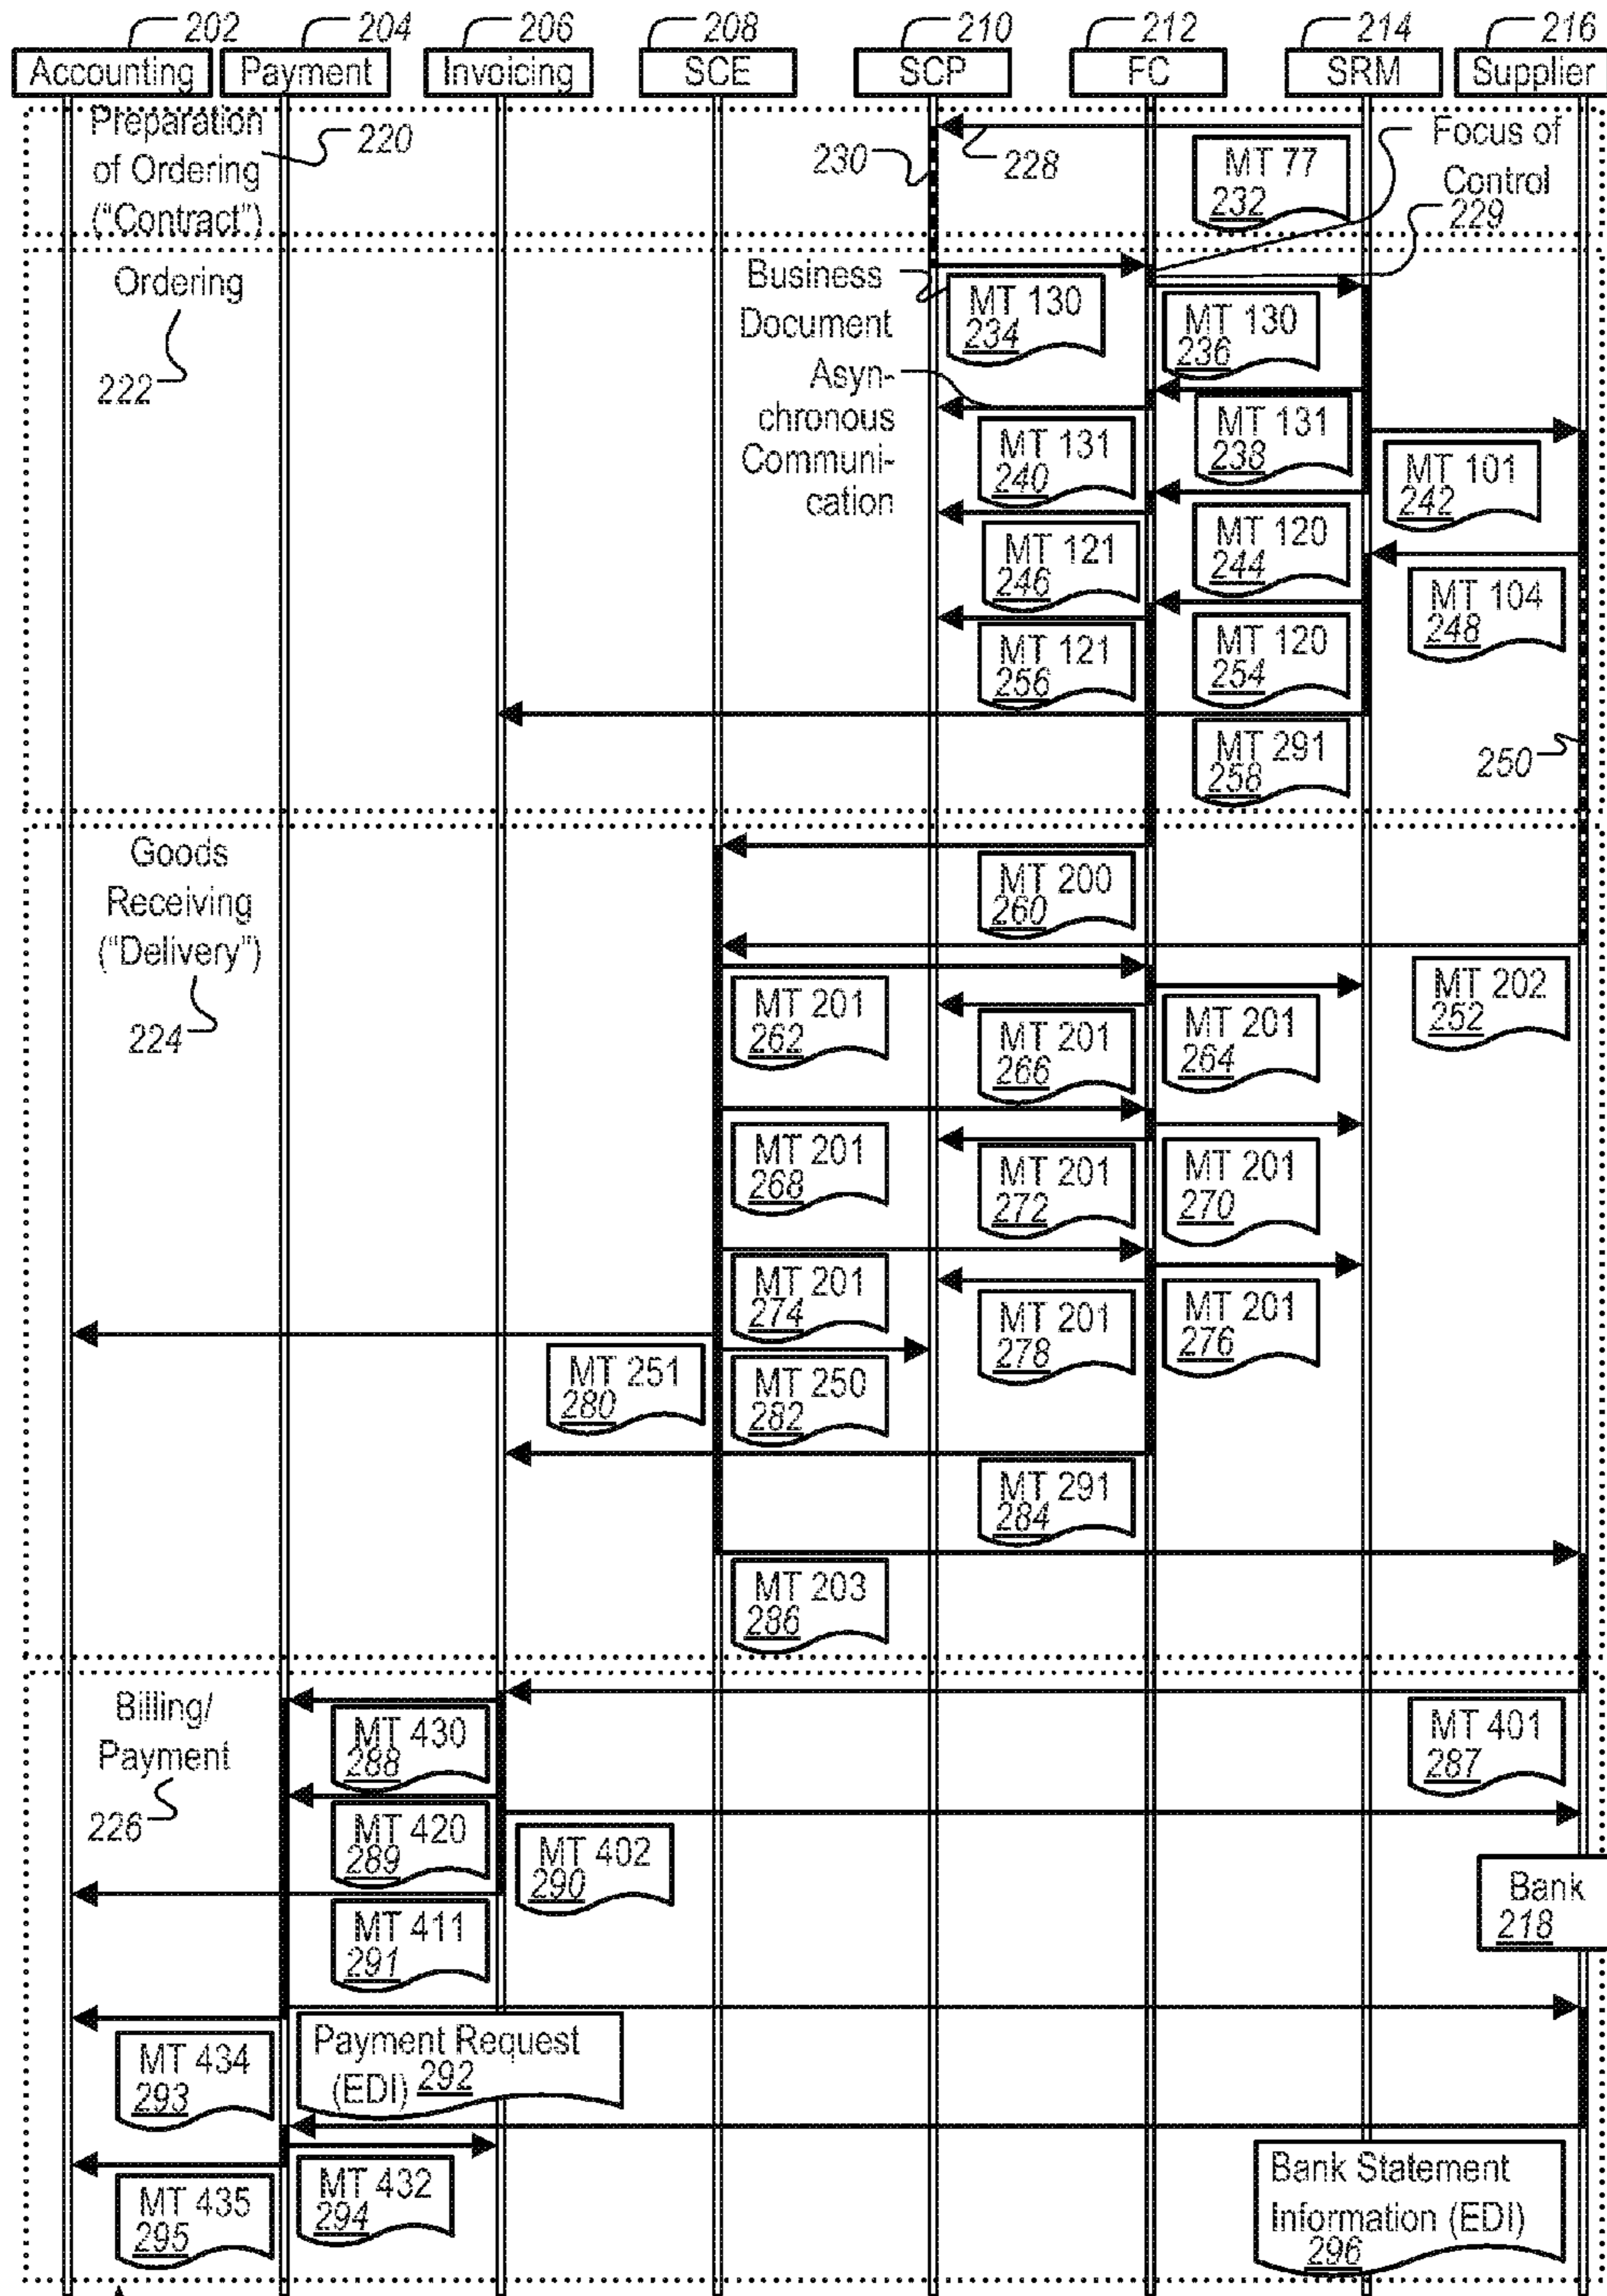 202 204 206 208 210 212 214 216
Accounting Payment Invoicing SCE SCP FC SRM Supplier
Preparation
of Ordering
("Contract")
220
230
228
MT 77
232
Focus of
Control
229
Ordering
222
Business
Document
MT 130
234
MT 130
236
Asyn-
chronous
Communi-
cation
MT 131
240
MT 131
238
MT 101
242
MT 121
246
MT 120
244
MT 104
248
MT 121
256
MT 120
254
MT 291
258
250
Goods
Receiving
("Delivery")
224
MT 200
260
MT 201
262
MT 201
266
MT 201
264
MT 202
252
MT 201
268
MT 201
272
MT 201
270
MT 201
274
MT 201
278
MT 201
276
MT 251
280
MT 250
282
MT 291
284
MT 203
286
Billing/
Payment
226
MT 430
288
MT 401
287
MT 420
289
MT 402
290
Bank
218
MT 411
291
MT 434
293
Payment Request
(EDI) 292
MT 435
295
MT 432
294
Bank Statement
Information (EDI)
296